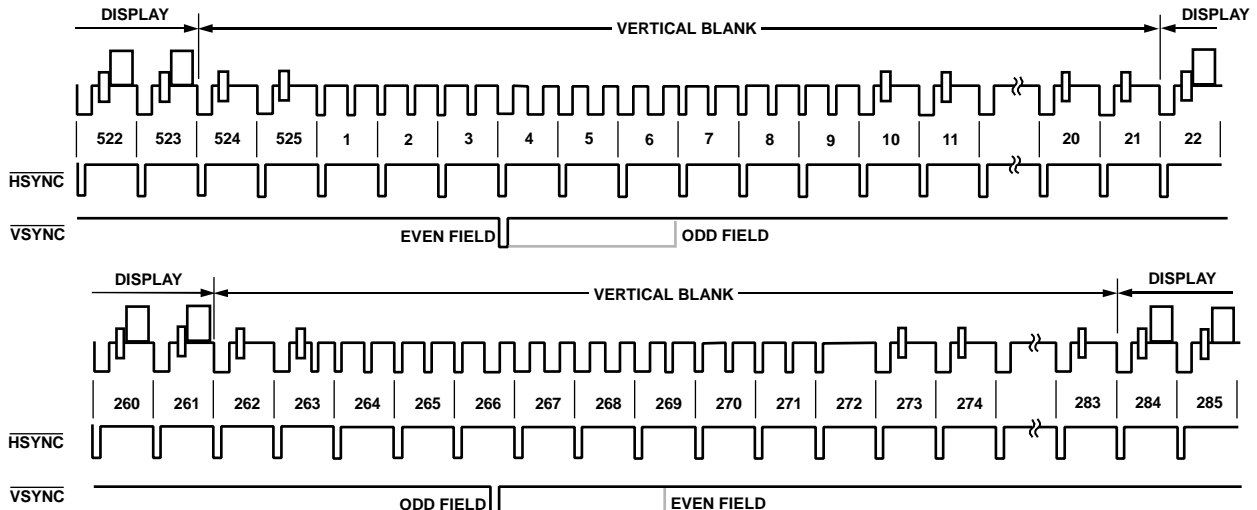 DISPLAY VERTICAL BLANK DISPLAY
522 523 524 525 1 2 3 4 5 6 7 8 9 10 11 20 21 22
HSYNC
VSYNC EVEN FIELD ODD FIELD
DISPLAY VERTICAL BLANK DISPLAY
260 261 262 263 264 265 266 267 268 269 270 271 272 273 274 283 284 285
HSYNC
VSYNC ODD FIELD EVEN FIELD